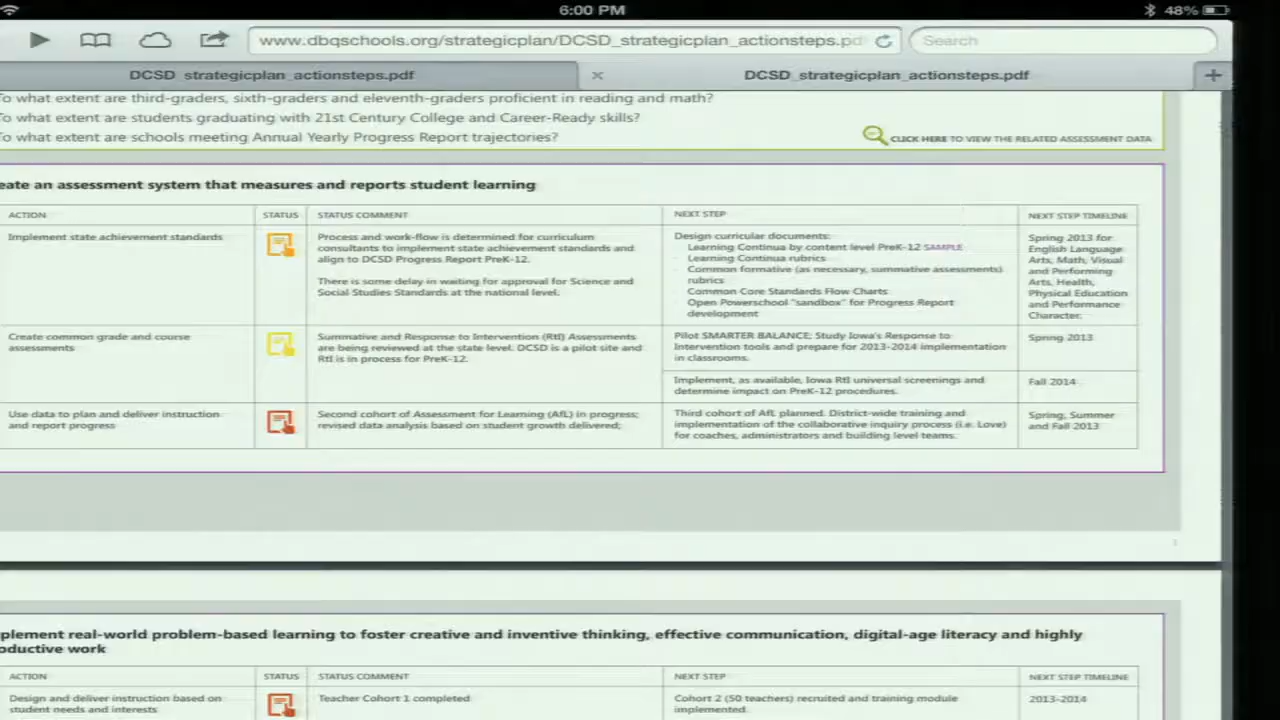 6:00 PM
48%
www.dbqschools.org/strategicplan/DCSD_strategicplan_actionsteps.pd
Search
DCSD_strategicplan_actionsteps.pdf
DCSD_strategicplan_actionsteps.pdf
To what extent are third-graders, sixth-graders and eleventh-graders proficient in reading and math?
To what extent are students graduating with 21st Century College and Career-Ready skills?
To what extent are schools meeting Annual Yearly Progress Report trajectories?
CLICK HERE TO VIEW THE RELATED ASSESSMENT DATA
eate an assessment system that measures and reports student learning
ACTION
STATUS
STATUS COMMENT
NEXT STEP
NEXT STEP TIMELINE
Implement state achievement standards
Process and work-flow is determined for curriculum
consultants to implement state achievement standards and
align to DCSD Progress Report PreK-12.
There is some delay in waiting for approval for Science and
Social Studies Standards at the national level.
Design curricular documents:
Learning Continua by content level PreK-12 SAMPLE
Learning Continua rubrics
Common formative (as necessary, summative assessments)
rubrics
Common Core Standards Flow Charts
Open Powerschool "sandbox" for Progress Report
development
Spring 2013 for
English Language
Arts, Math, Visual
and Performing
Arts, Health,
Physical Education
and Performance
Character.
Create common grade and course
assessments
Summative and Response to Intervention (RtI) Assessments
are being reviewed at the state level. DCSD is a pilot site and
RtI is in process for PreK-12.
Pilot SMARTER BALANCE; Study Iowa's Response to
Intervention tools and prepare for 2013-2014 implementation
in classrooms.
Spring 2013
Implement, as available, Iowa RtI universal screenings and
determine impact on PreK-12 procedures.
Fall 2014
Use data to plan and deliver instruction
and report progress
Second cohort of Assessment for Learning (AfL) in progress;
revised data analysis based on student growth delivered;
Third cohort of AfL planned. District-wide training and
implementation of the collaborative inquiry process (i.e. Love)
for coaches, administrators and building level teams.
Spring, Summer
and Fall 2013
plement real-world problem-based learning to foster creative and inventive thinking, effective communication, digital-age literacy and highly
oductive work
ACTION
STATUS
STATUS COMMENT
NEXT STEP
NEXT STEP TIMELINE
Design and deliver instruction based on
student needs and interests
Teacher Cohort 1 completed
Cohort 2 (50 teachers) recruited and training module
implemented.
2013-2014